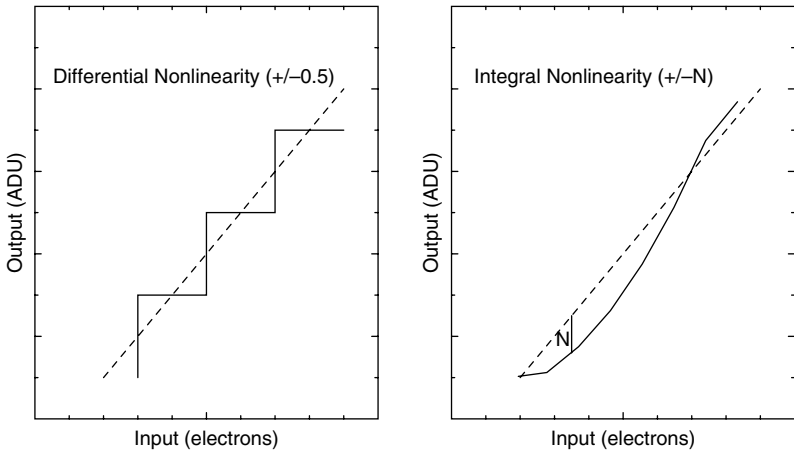 Differential Nonlinearity (+/–0.5)
Output (ADU)
Input (electrons)
Integral Nonlinearity (+/–N)
Output (ADU)
N
Input (electrons)